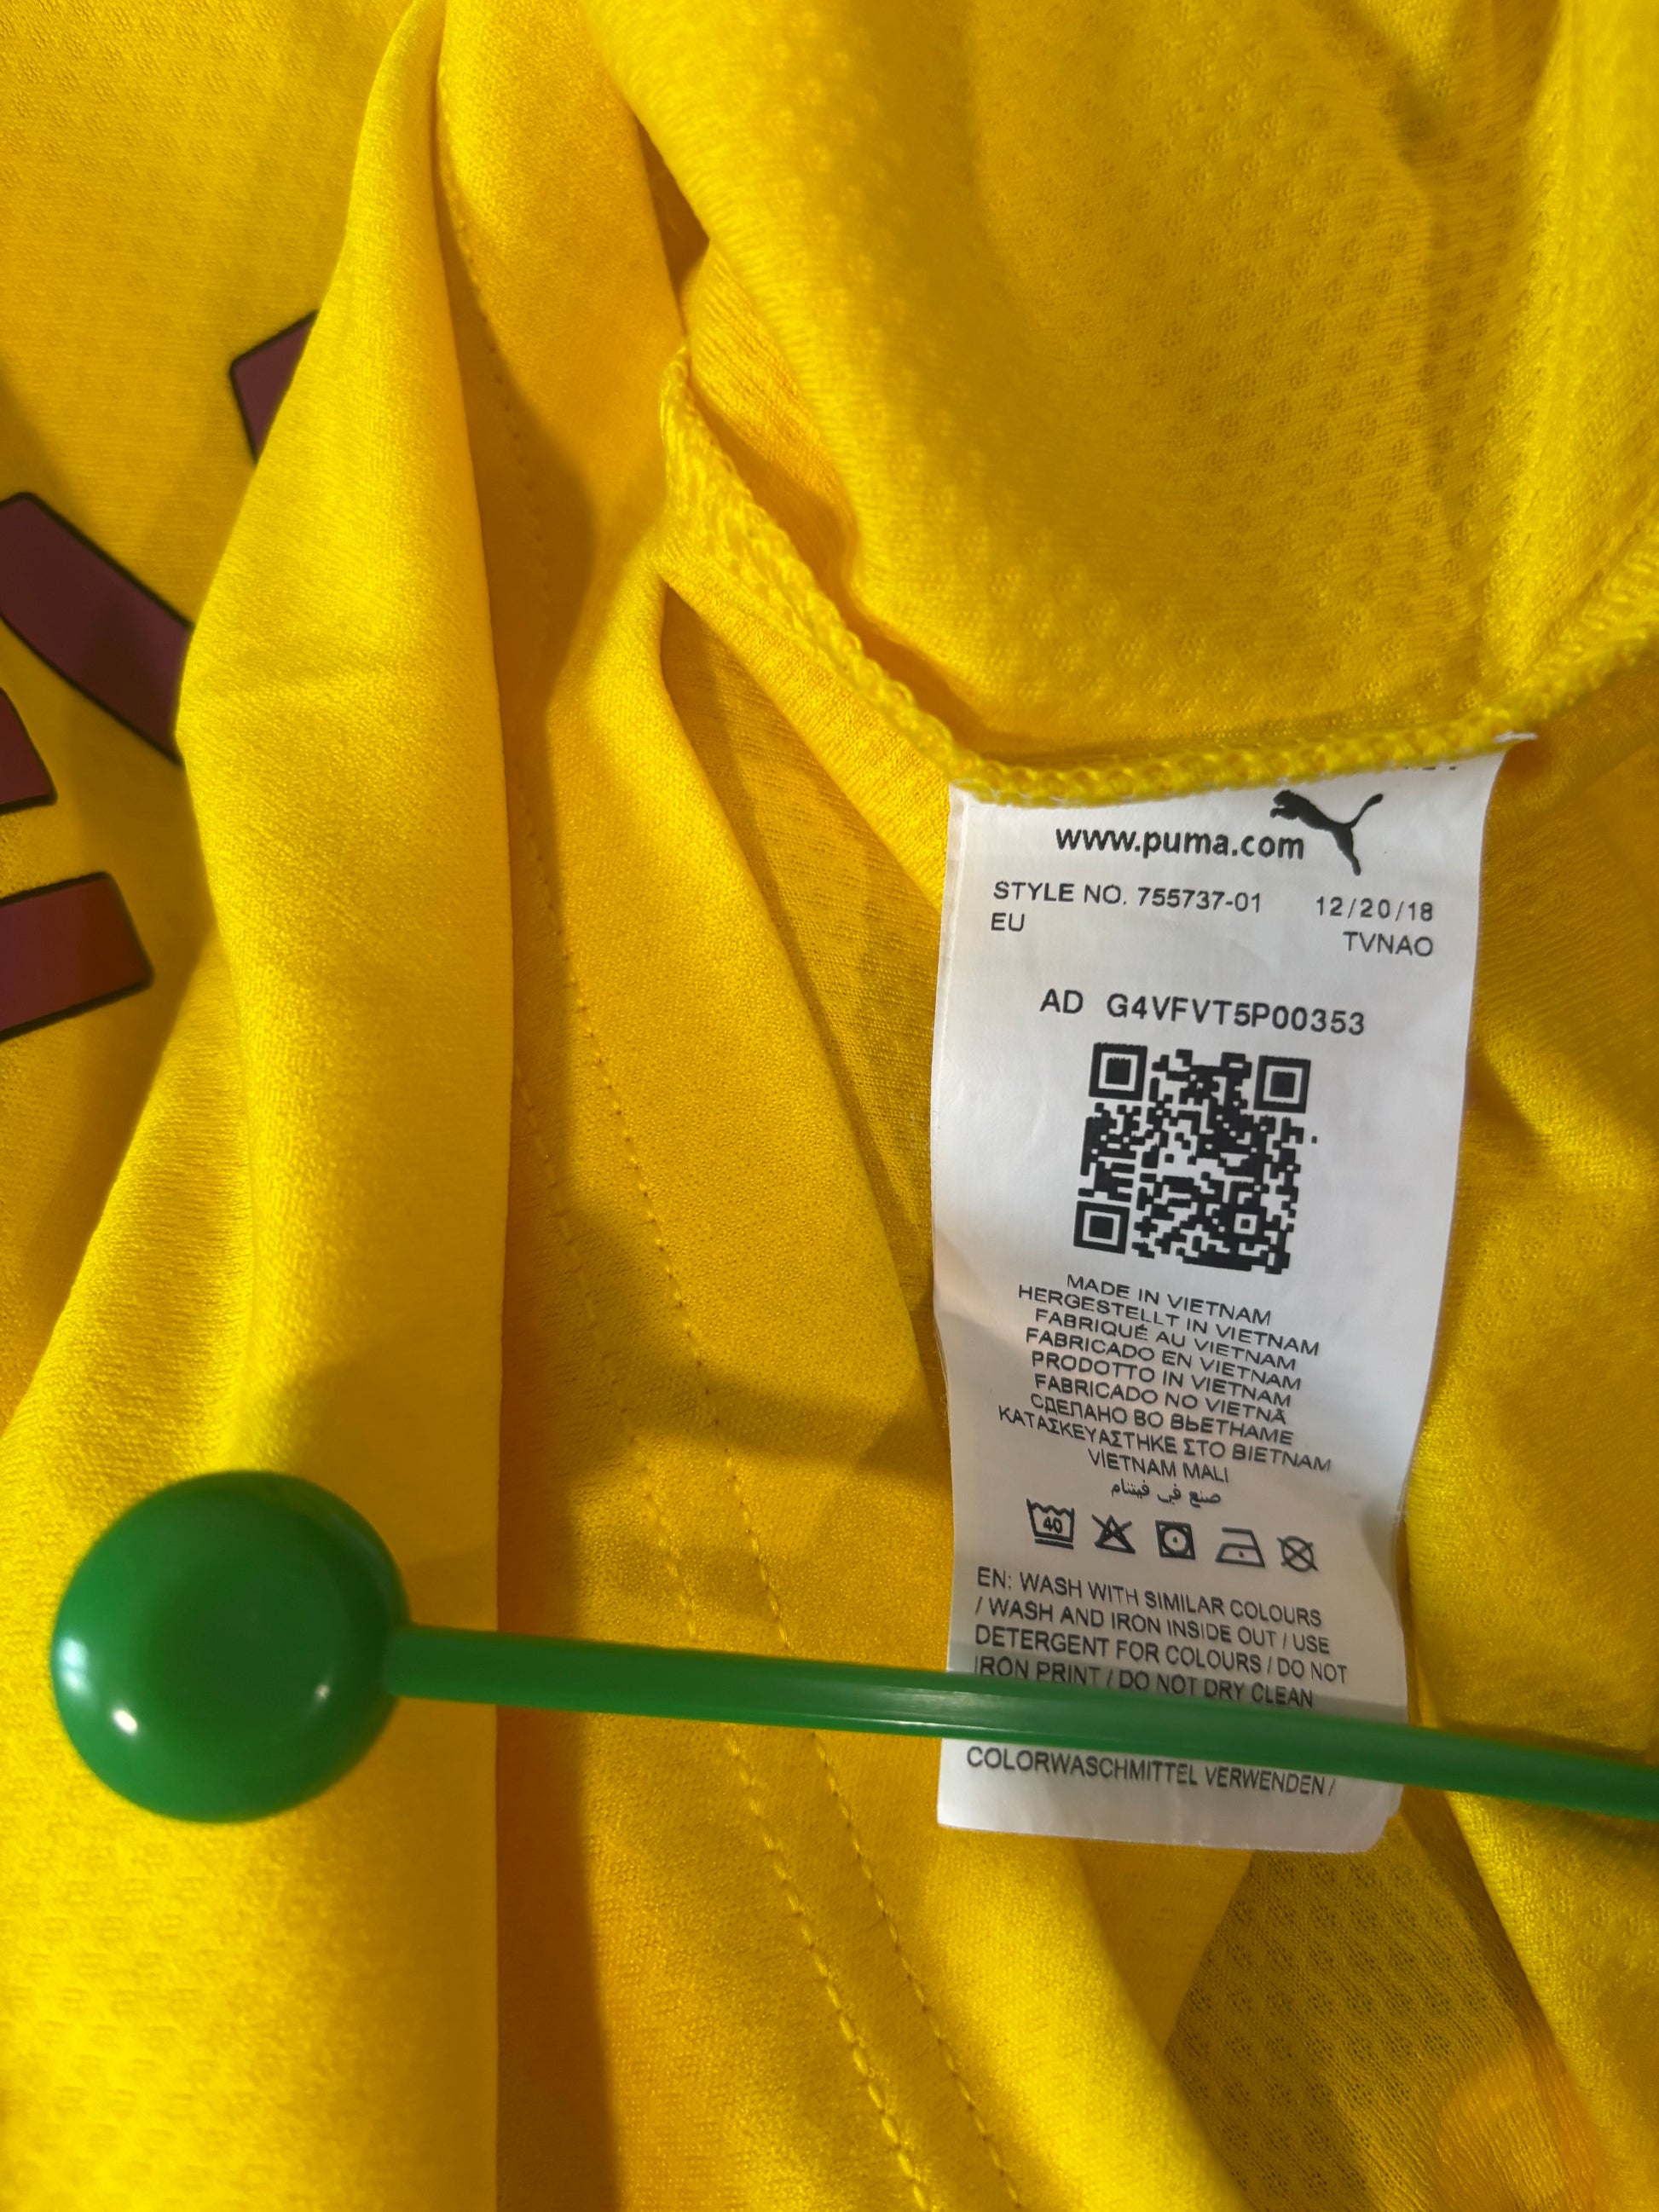 www.puma.com
STYLE NO. 755737-01 12/20/18
EU TVNAO
AD G4VFVT5P00353
MADE IN VIETNAM
HERGESTELLT IN VIETNAM
FABRIQUÉ AU VIETNAM
FABRICADO EN VIETNAM
PRODOTTO IN VIETNAM
FABRICADO NO VIETNÃ
СДЕПАНО ВО ВЬЕТНАМЕ
ΚΑΤΑΣΚΕΥΑΣΤΗΚΕ ΣΤΟ ΒΙΕΤΝΑΜ
VİETNAM MALI
صنع في فيتنام
40
EN: WASH WITH SIMILAR COLOURS
/ WASH AND IRON INSIDE OUT / USE
DETERGENT FOR COLOURS / DO NOT
IRON PRINT / DO NOT DRY CLEAN
COLORWASCHMITTEL VERWENDEN /